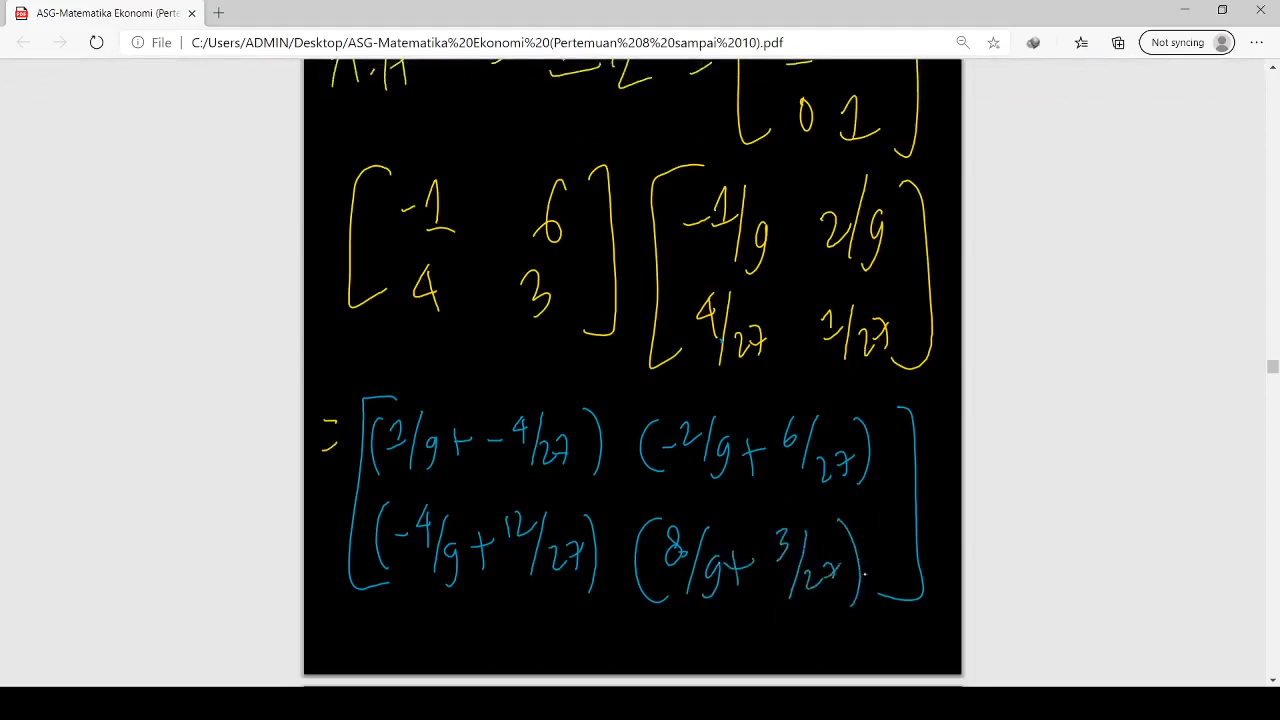 ASG-Matematika Ekonomi (Perte
File C:/Users/ADMIN/Desktop/ASG-Matematika%20Ekonomi%20(Pertemuan%208%20sampai%2010).pdf Not syncing
0 1
-1 6 -1/9 2/9
4 3 4/27 1/27
= (1/9 + -4/27) (-2/9 + 6/27)
(-4/9 + 12/27) (8/9 + 3/27)